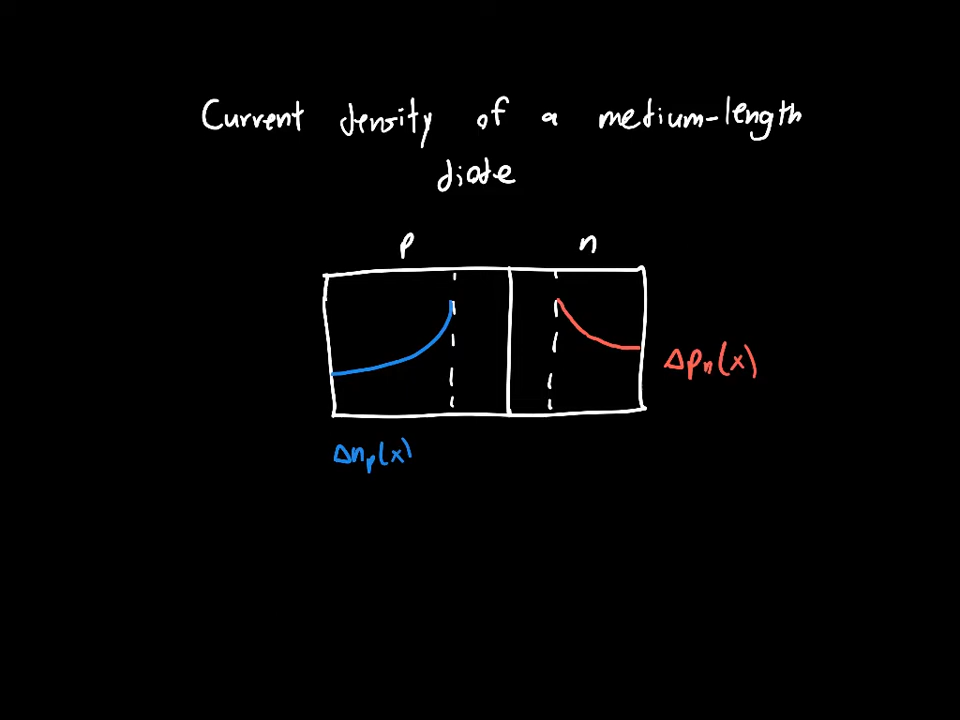 Current density of a medium-length
diode
p n
Δpₙ(x)
Δnₚ(x)